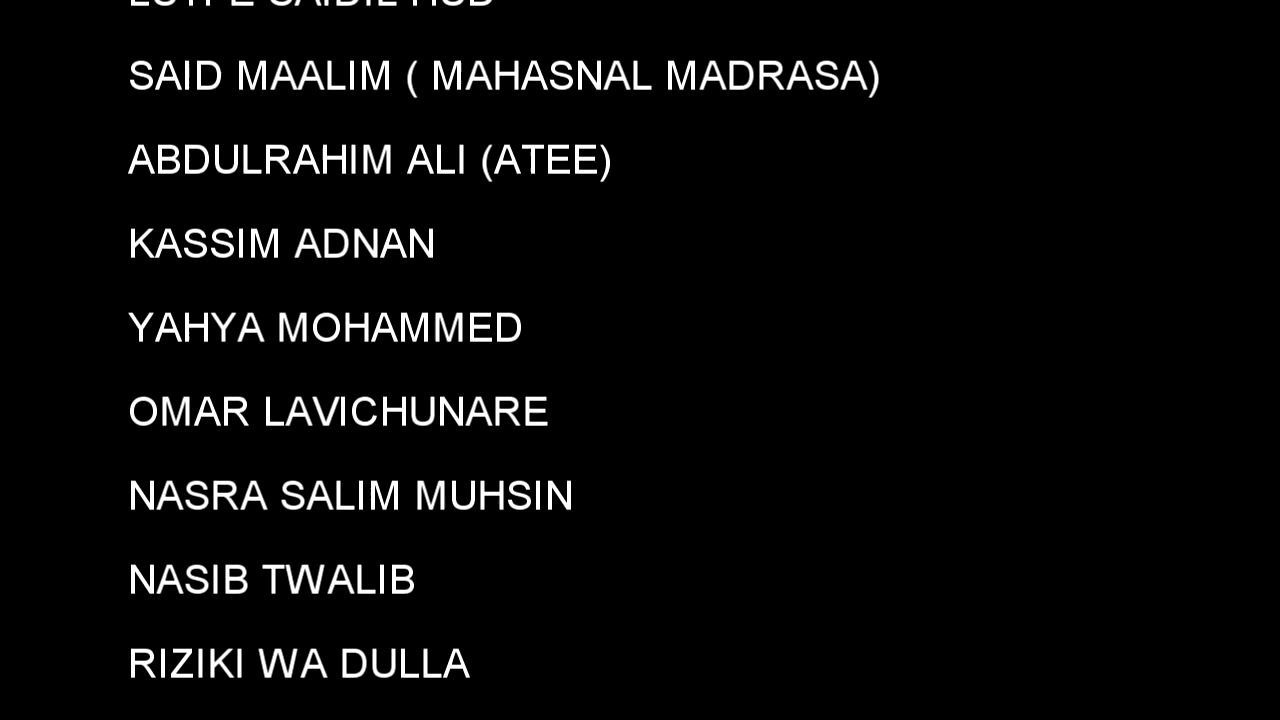 SAID MAALIM ( MAHASNAL MADRASA)
ABDULRAHIM ALI (ATEE)
KASSIM ADNAN
YAHYA MOHAMMED
OMAR LAVICHUNARE
NASRA SALIM MUHSIN
NASIB TWALIB
RIZIKI WA DULLA